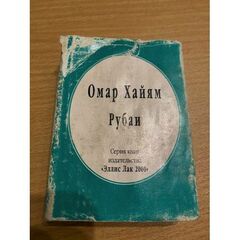 Омар Хайям
Рубаи
Серия книг
издательства
«Эллис Лак 2000»